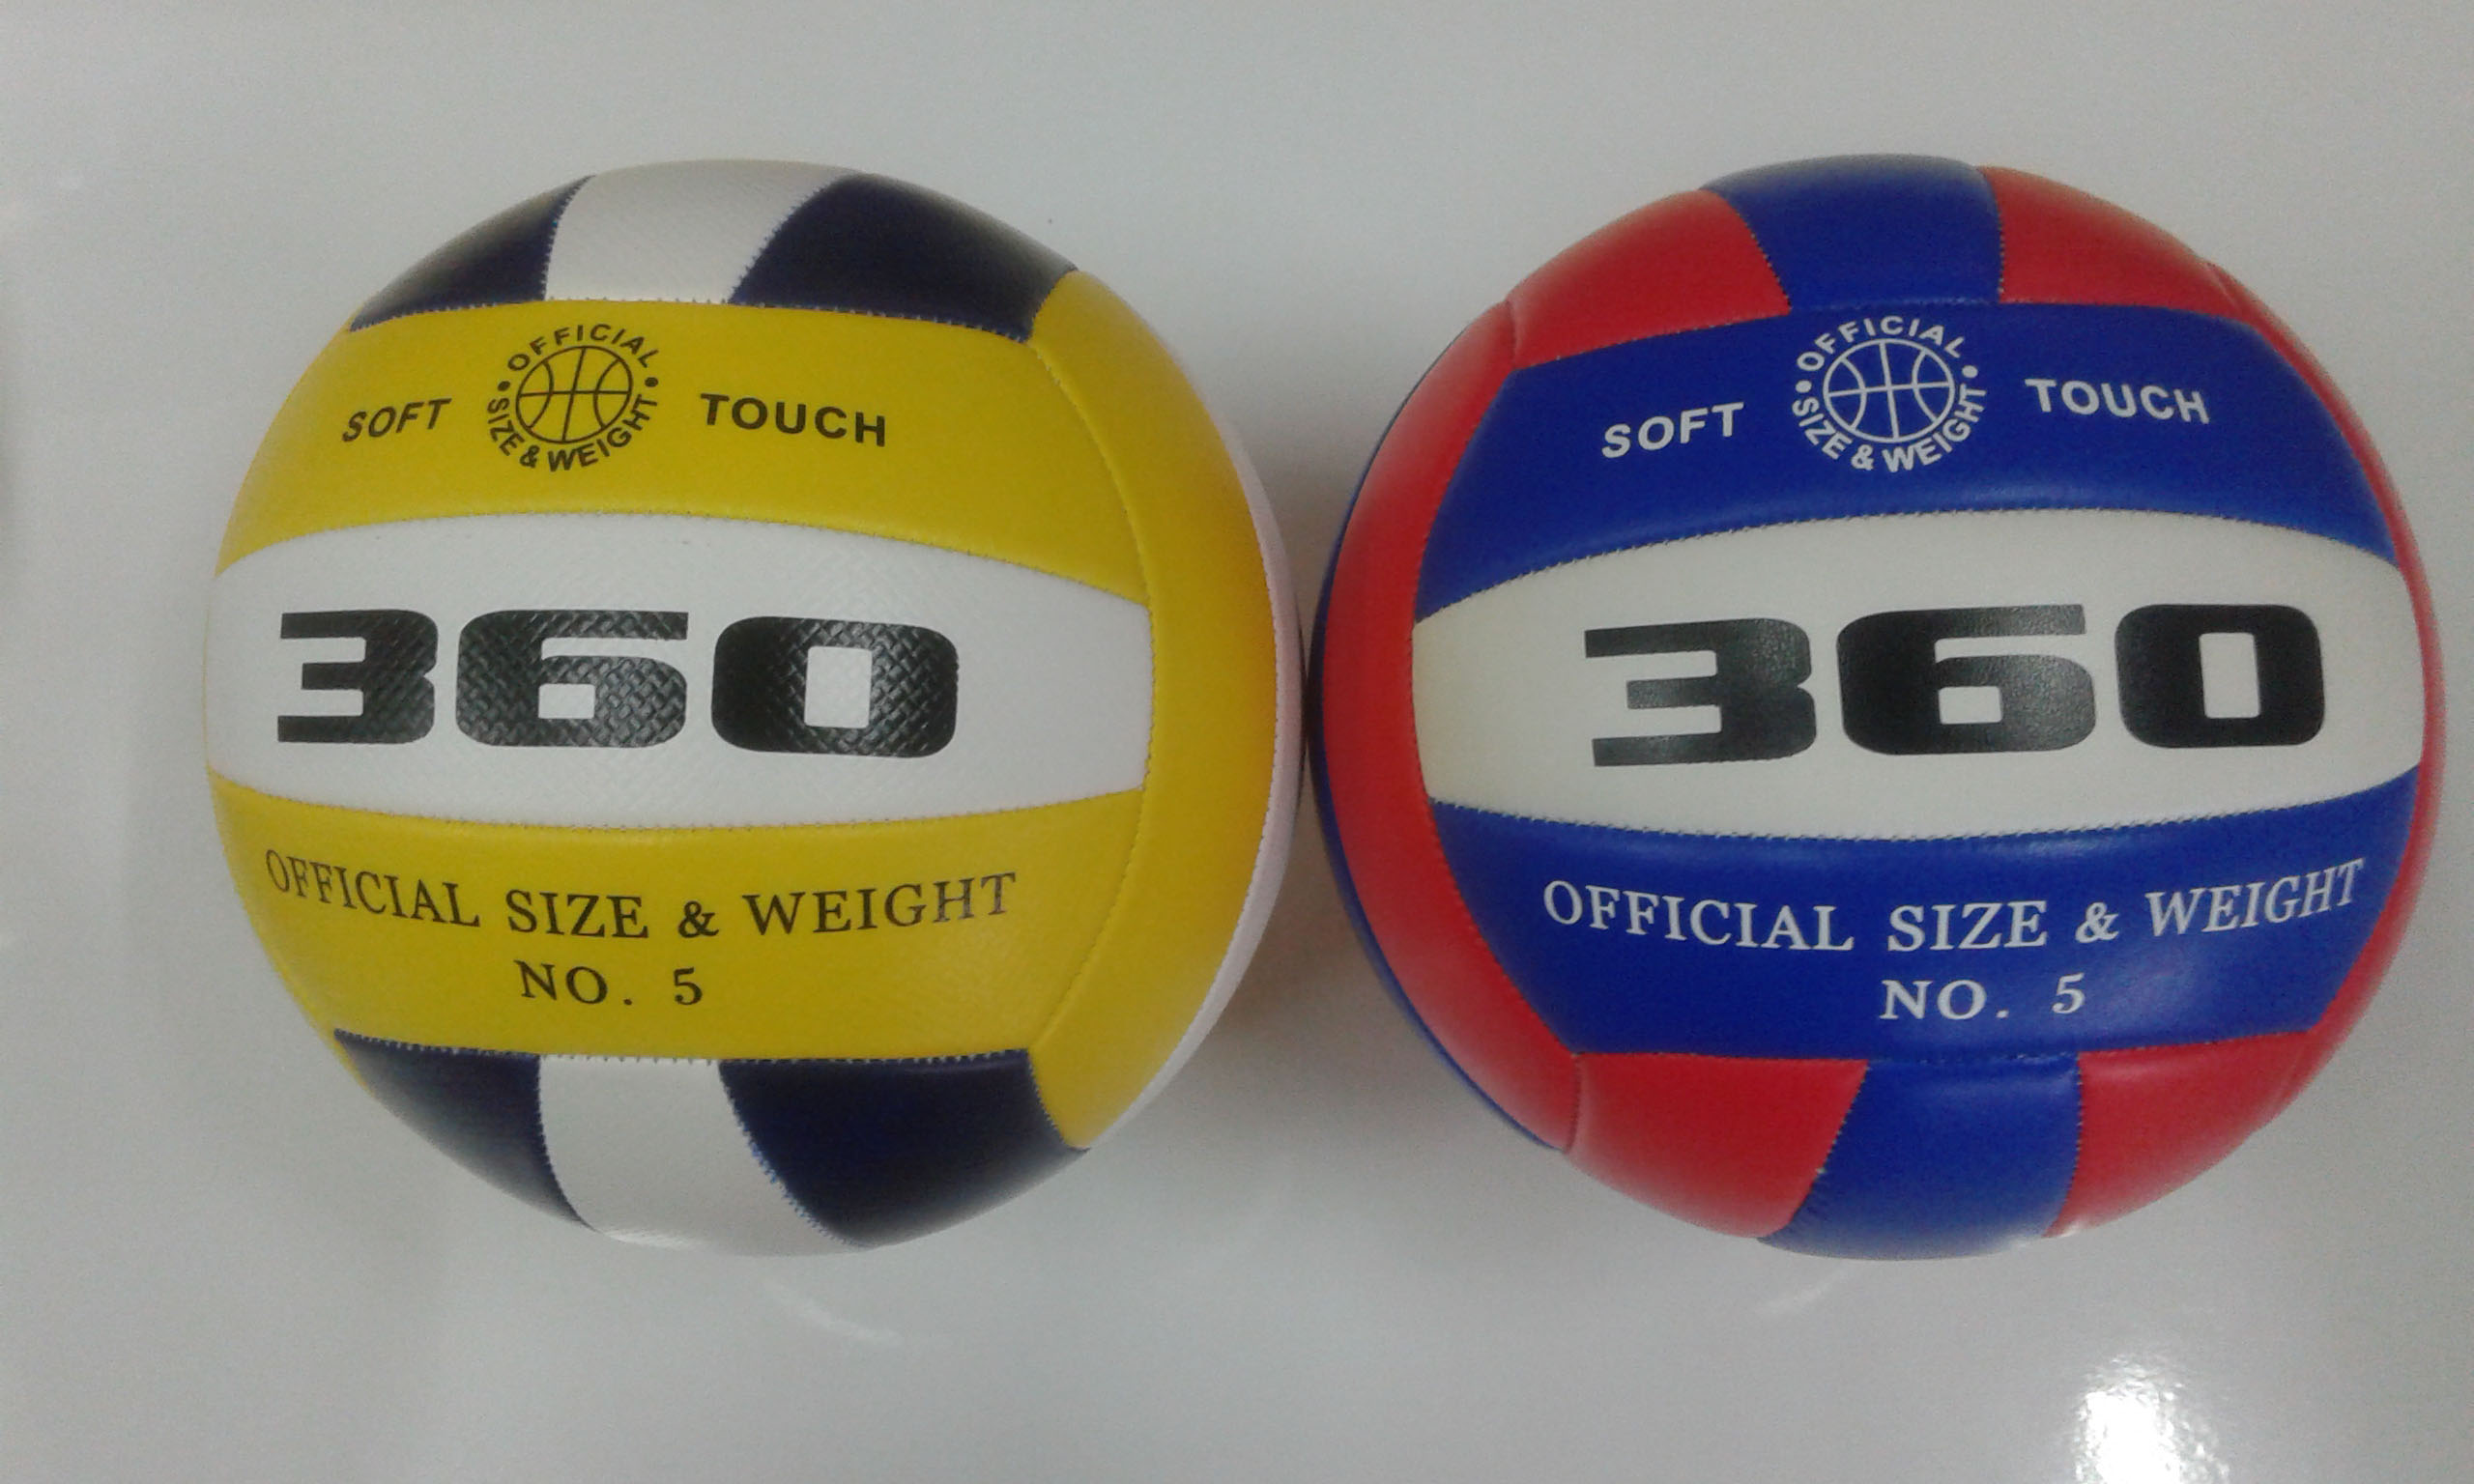 SOFT OFFICIAL SIZE & WEIGHT TOUCH
360
OFFICIAL SIZE & WEIGHT
NO. 5
SOFT OFFICIAL SIZE & WEIGHT TOUCH
360
OFFICIAL SIZE & WEIGHT
NO. 5